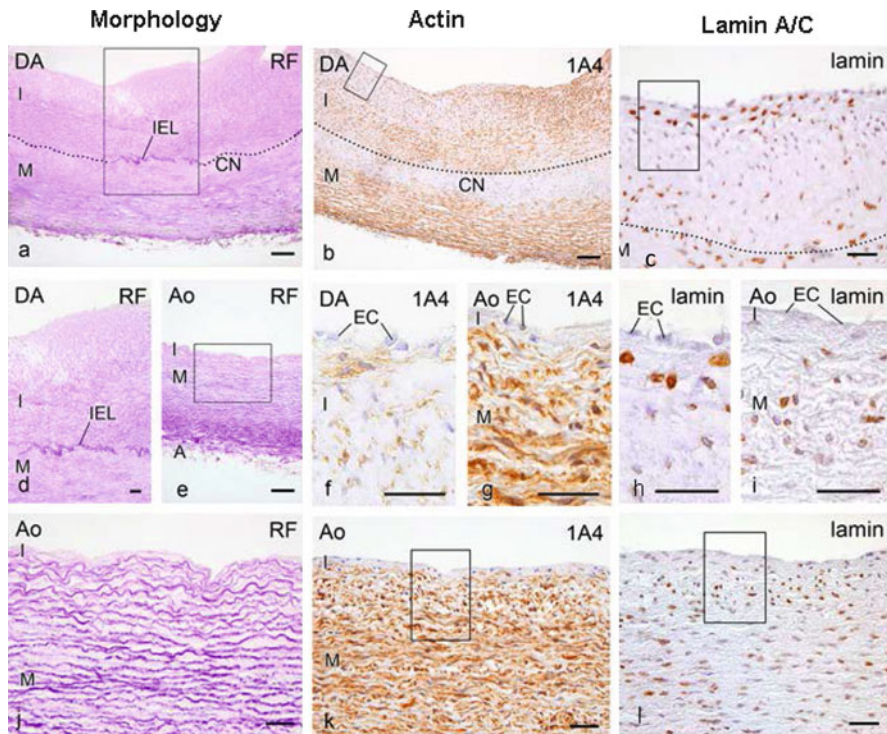 Morphology Actin Lamin A/C
DA RF
I
IEL
M
CN
a
DA 1A4
I
M
CN
b
lamin
M
c
DA RF
I
IEL
M
d
Ao RF
I
M
A
e
DA 1A4
EC
I
f
Ao EC 1A4
I
M
g
lamin
EC
h
Ao EC lamin
I
M
i
Ao RF
I
M
j
Ao 1A4
I
M
k
lamin
l